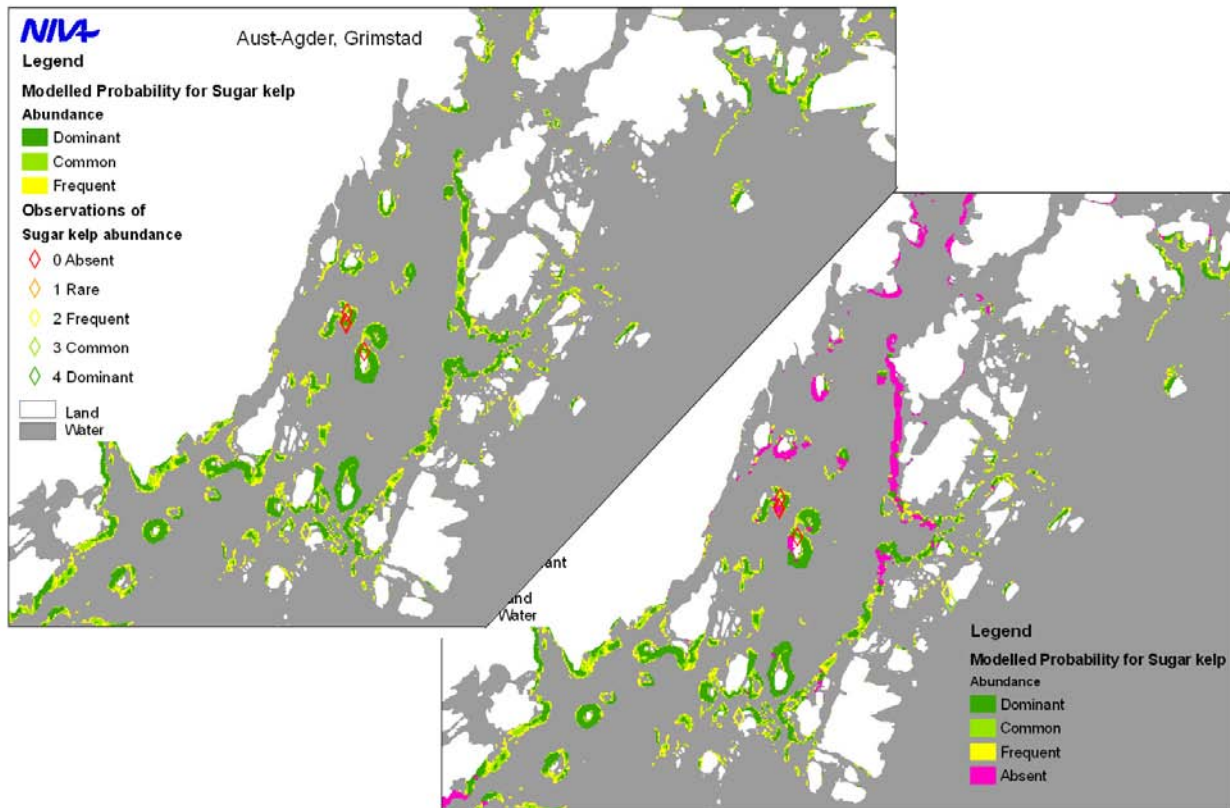 NIVA
Aust-Agder, Grimstad
Legend
Modelled Probability for Sugar kelp
Abundance
Dominant
Common
Frequent
Observations of
Sugar kelp abundance
0 Absent
1 Rare
2 Frequent
3 Common
4 Dominant
Land
Water
Water
Legend
Modelled Probability for Sugar kelp
Abundance
Dominant
Common
Frequent
Absent